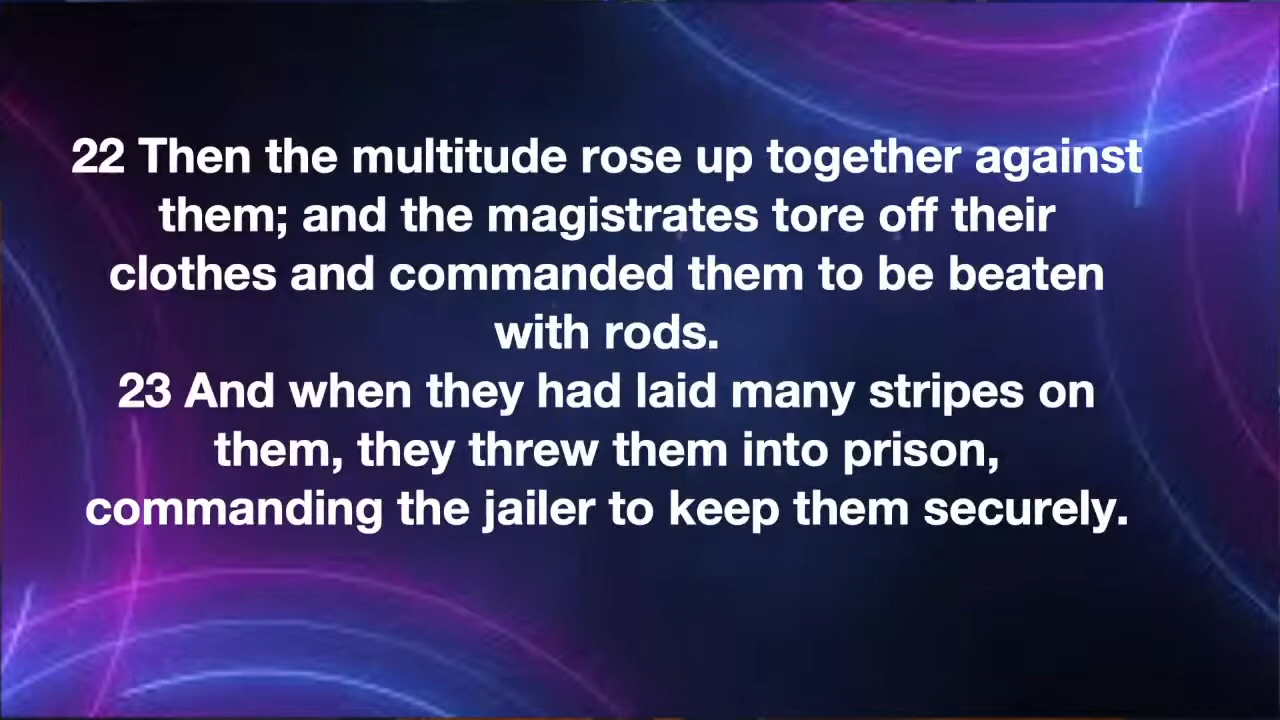 22 Then the multitude rose up together against
them; and the magistrates tore off their
clothes and commanded them to be beaten
with rods.
23 And when they had laid many stripes on
them, they threw them into prison,
commanding the jailer to keep them securely.